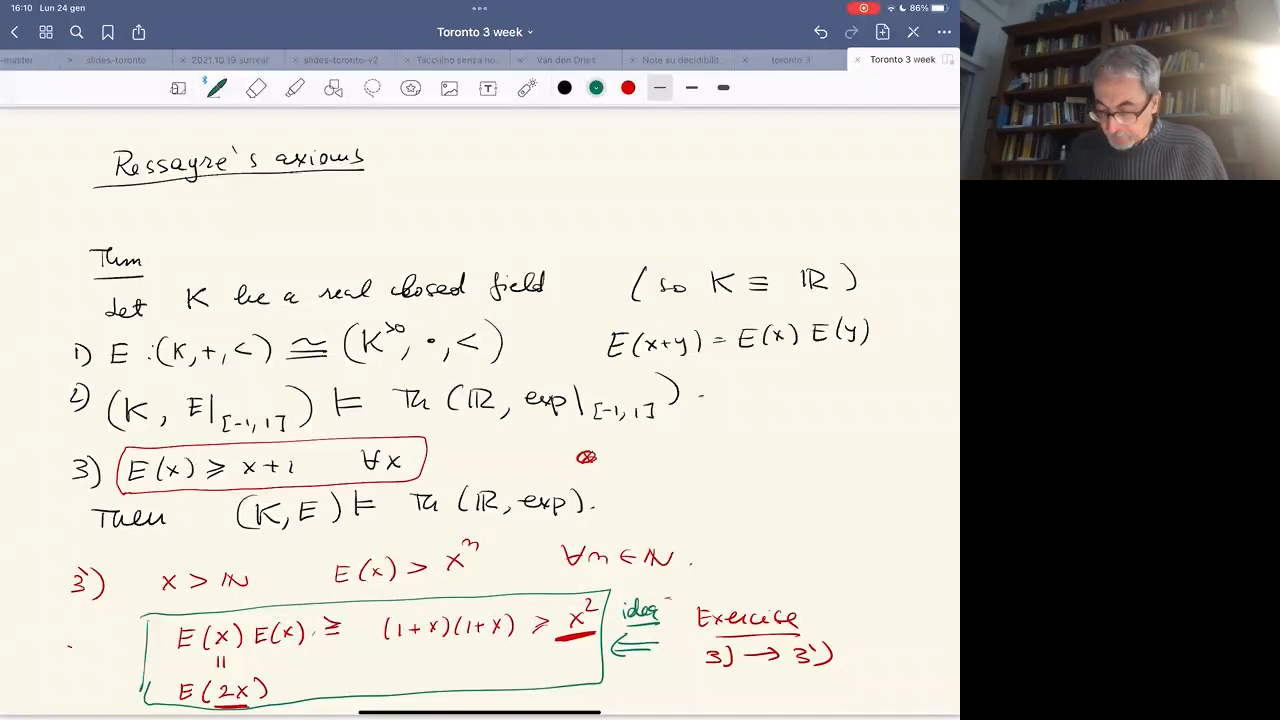 16:10 Lun 24 gen
86%
Toronto 3 week
-master
slides-toronto
2021.10.19 surreal
slides-toronto-v2
Taccuino senza no...
Van den Dries
Note su decidibilit...
toronto 3
Toronto 3 week
Ressayre's axioms
Thm
Let K be a real closed field (so K ≡ ℝ)
1) E : (K, +, <) ≅ (K^{>0}, ·, <) E(x+y) = E(x) E(y)
2) (K, E|_{[-1,1]}) ⊨ Th (ℝ, exp|_{[-1,1]}).
3) E(x) ⩾ x+1 ∀x
Then (K, E) ⊨ Th (ℝ, exp).
3') x > ℕ E(x) > x^n ∀n ∈ ℕ.
E(x) E(x) ⩾ (1+x)(1+x) ⩾ x² idea Exercise
= ⇐ 3) → 3')
E(2x)